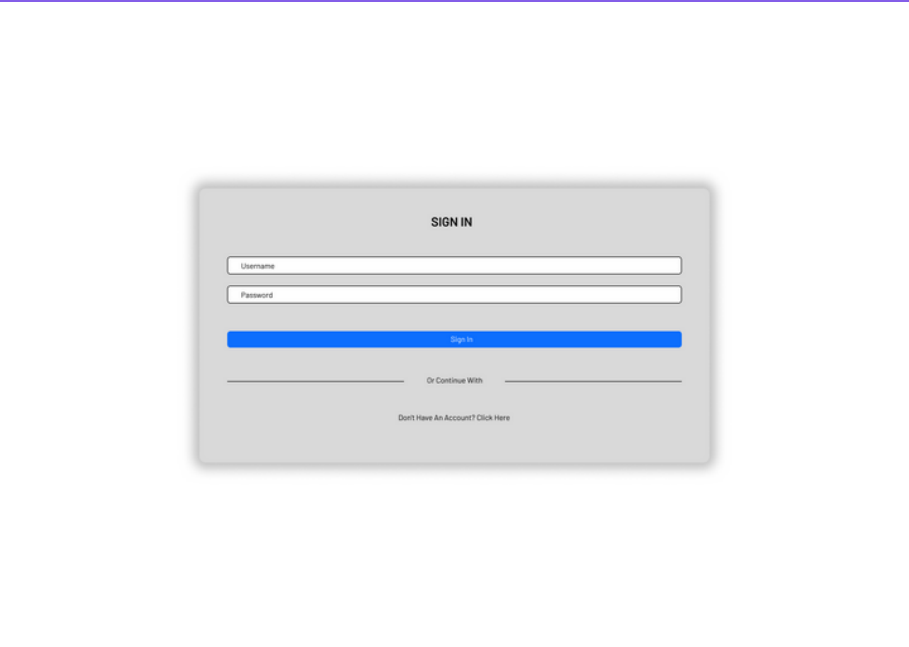 SIGN IN
Username
Password
Sign In
Or Continue With
Don't Have An Account? Click Here